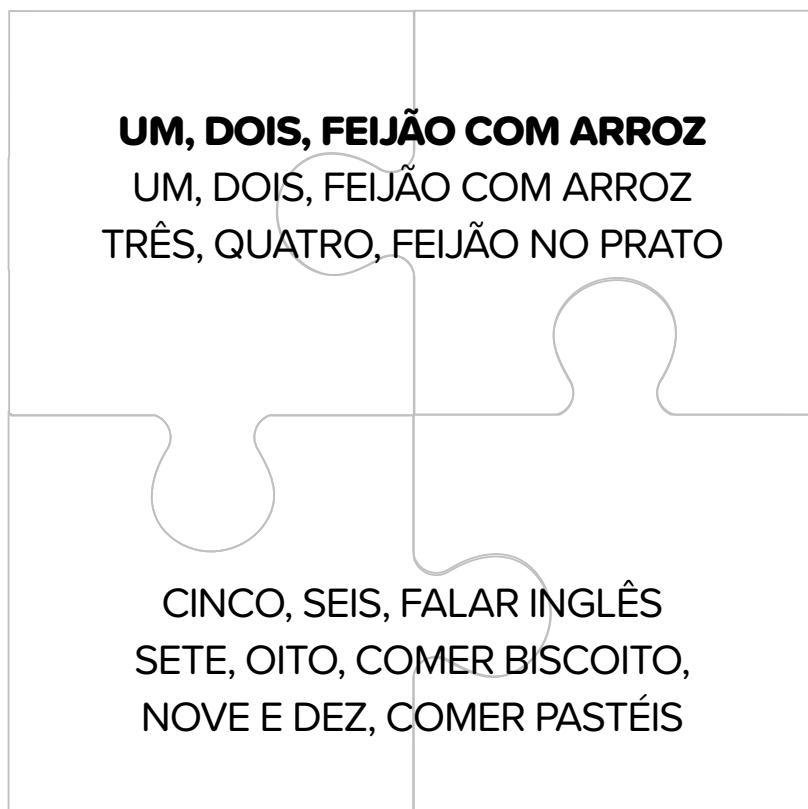 UM, DOIS, FEIJÃO COM ARROZ
UM, DOIS, FEIJÃO COM ARROZ
TRÊS, QUATRO, FEIJÃO NO PRATO
CINCO, SEIS, FALAR INGLÊS
SETE, OITO, COMER BISCOITO,
NOVE E DEZ, COMER PASTÉIS